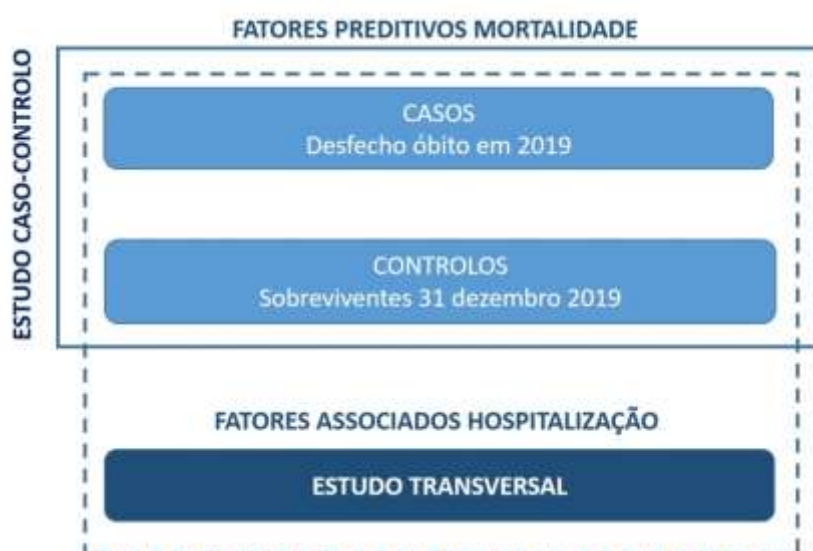 FATORES PREDITIVOS MORTALIDADE
ESTUDO CASO-CONTROLO
CASOS
Desfecho óbito em 2019
CONTROLOS
Sobreviventes 31 dezembro 2019
FATORES ASSOCIADOS HOSPITALIZAÇÃO
ESTUDO TRANSVERSAL